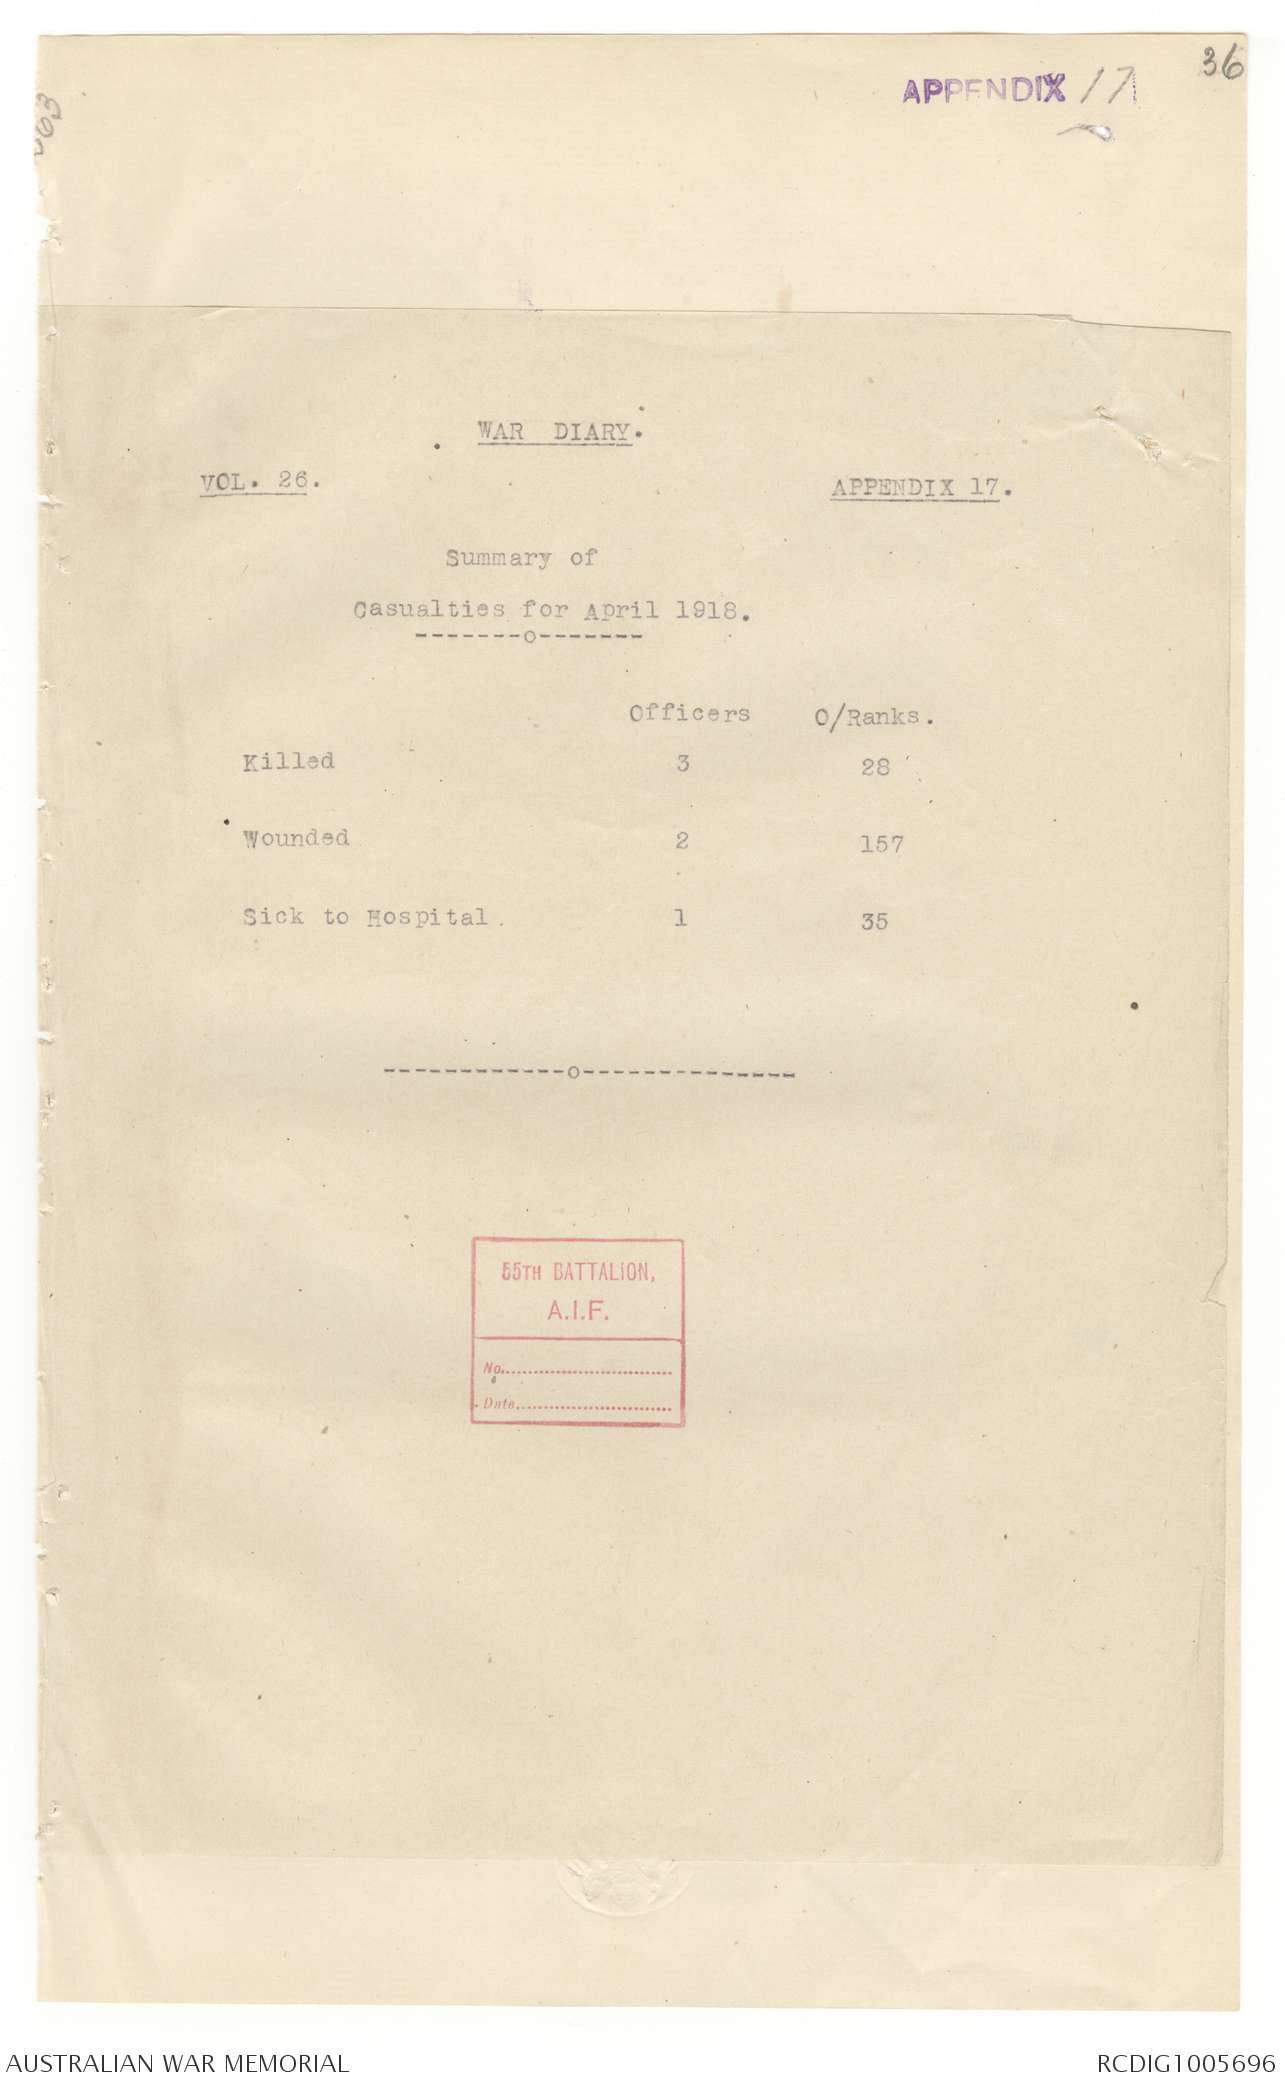 36
APPENDIX 17
WAR DIARY.
VOL. 26. APPENDIX 17.
Summary of
Casualties for April 1918.
-------o-------
Officers O/Ranks.
Killed 3 28
Wounded 2 157
Sick to Hospital. 1 35
------------o--------------
55TH BATTALION,
A.I.F.
No.
Date
AUSTRALIAN WAR MEMORIAL RCDIG1005696